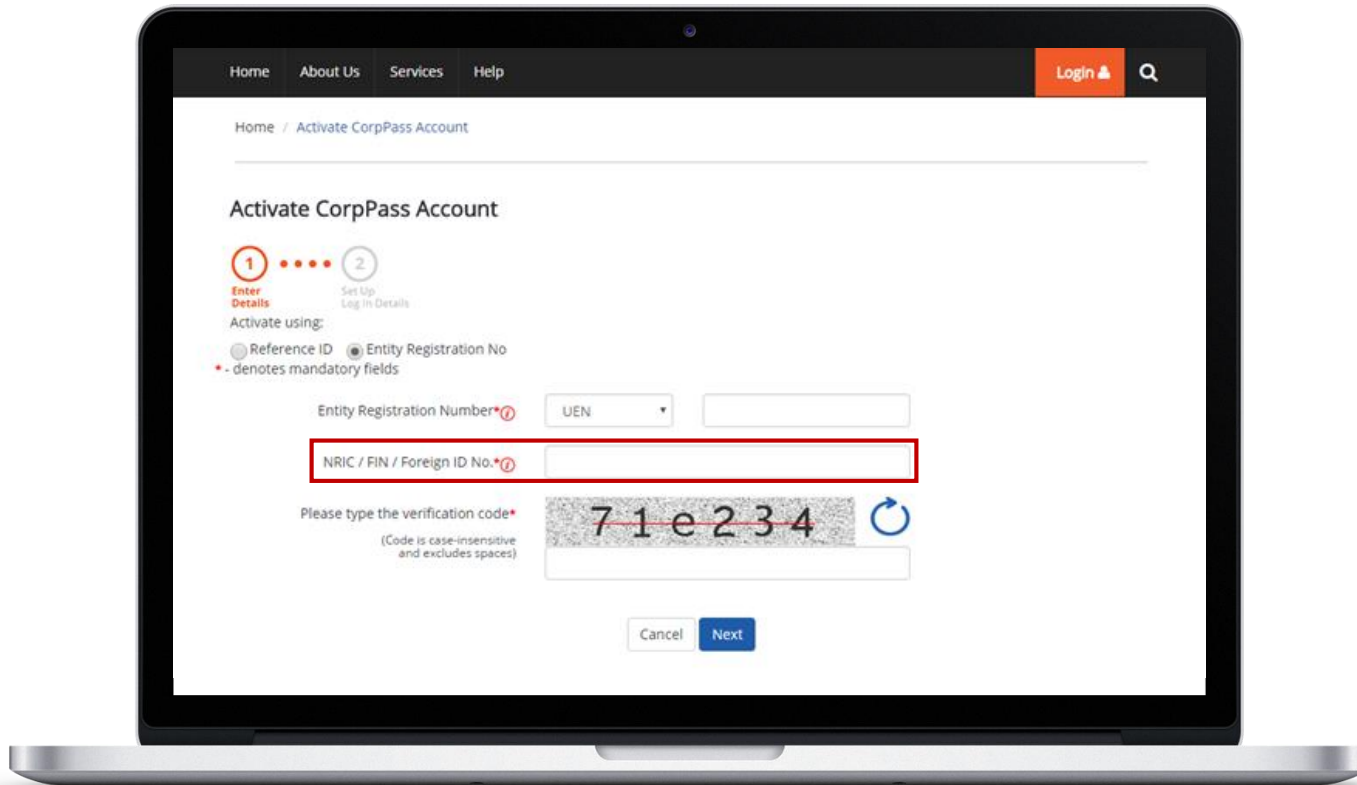 Home About Us Services Help Login
Home / Activate CorpPass Account
Activate CorpPass Account
1 2
Enter Details Set Up Log In Details
Activate using:
Reference ID Entity Registration No
* - denotes mandatory fields
Entity Registration Number* UEN
NRIC / FIN / Foreign ID No.*
Please type the verification code* 71e234
(Code is case-insensitive
and excludes spaces)
Cancel Next